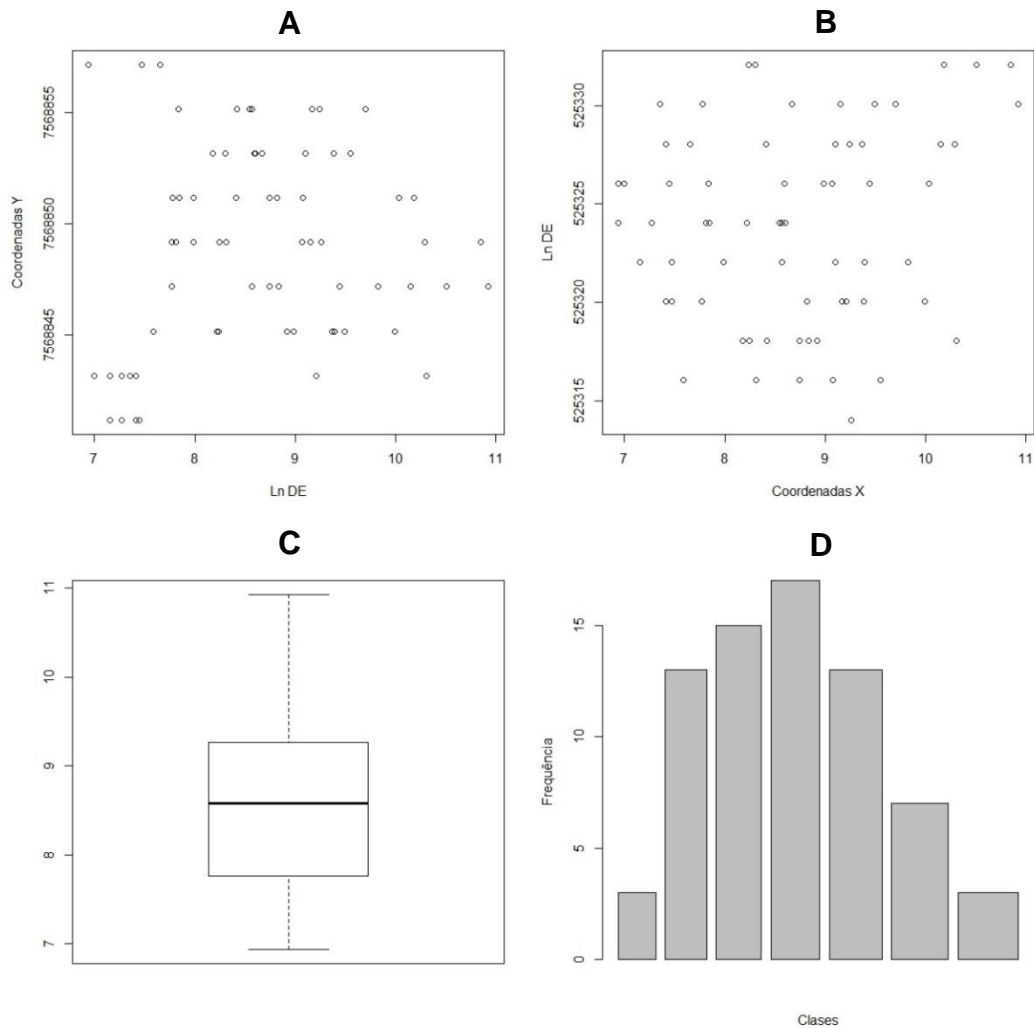 A
Coordenadas Y
7568855
7568850
7568845
7 8 9 10 11
Ln DE
B
Ln DE
525330
525325
525320
525315
7 8 9 10 11
Coordenadas X
C
11
10
9
8
7
D
Frequência
15
10
5
0
Clases